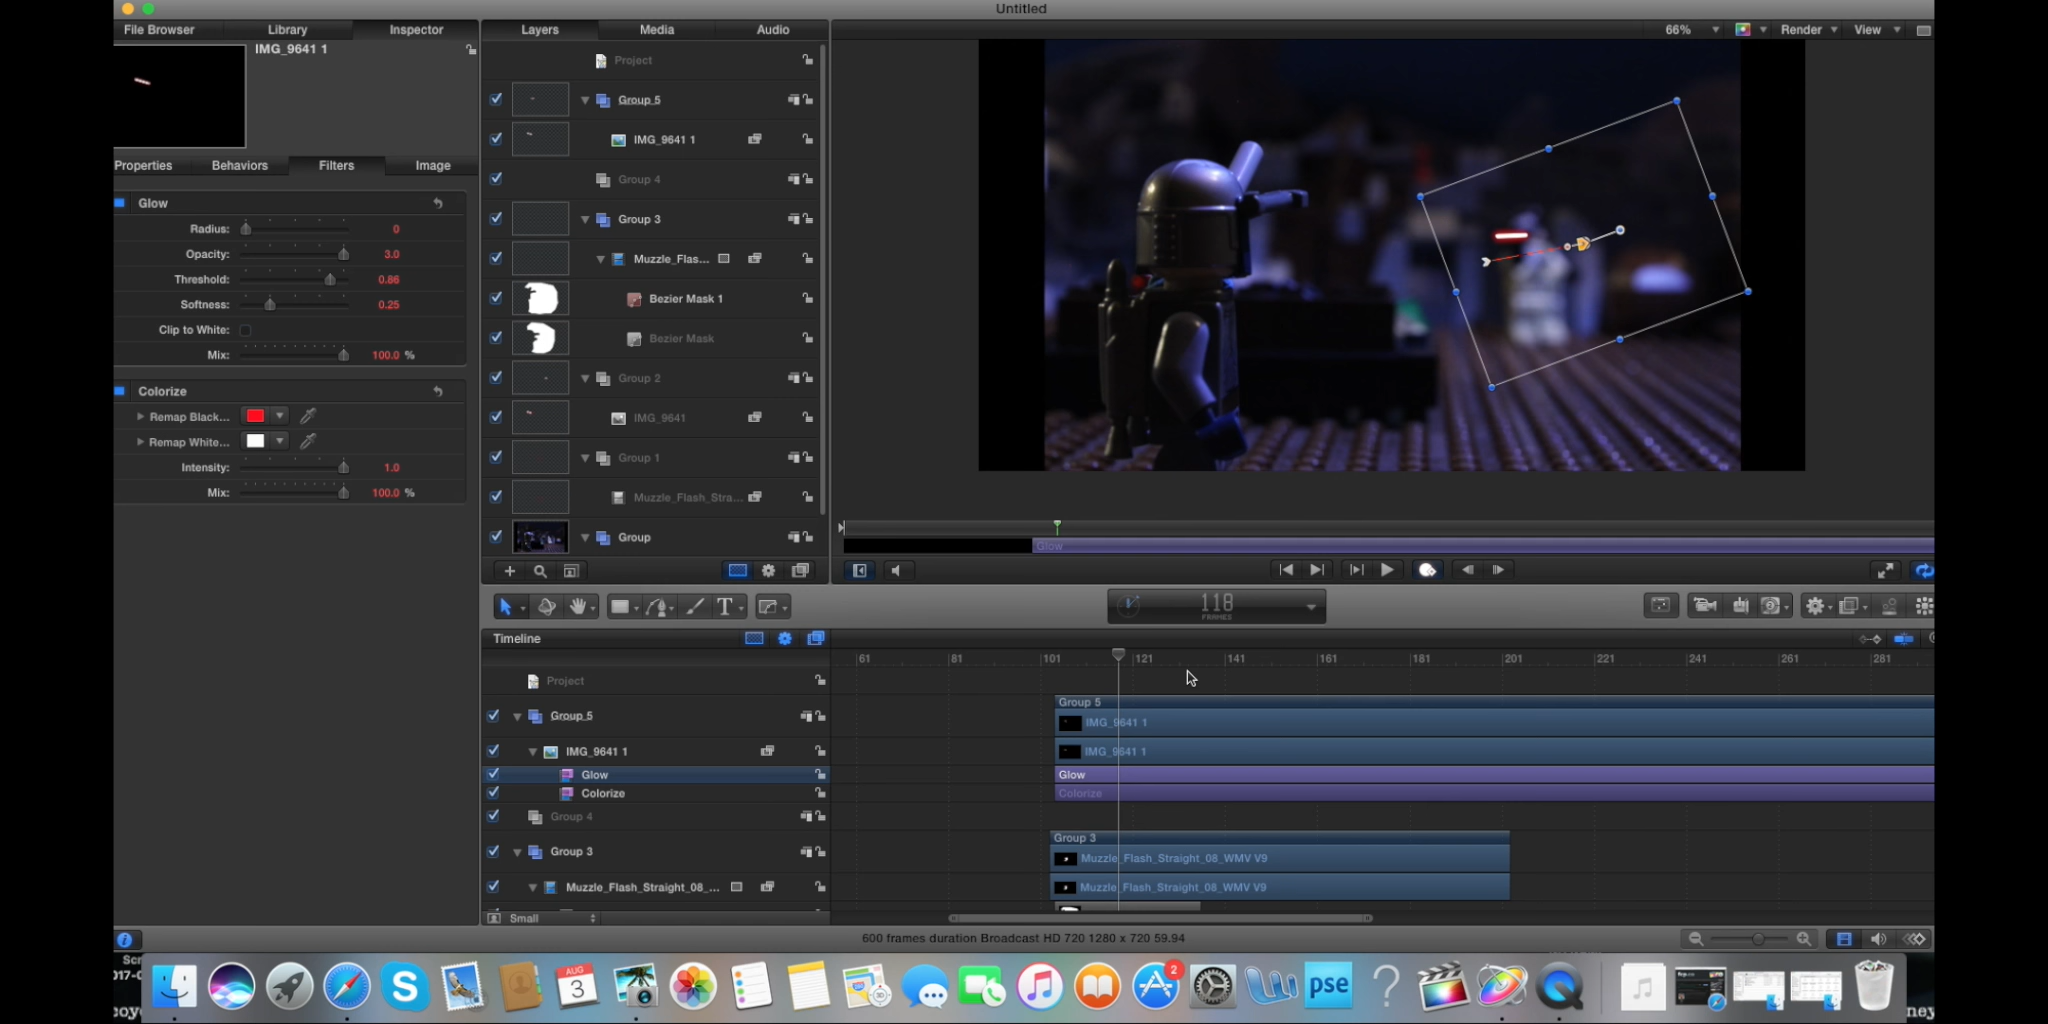 Untitled
File Browser Library Inspector
Layers Media Audio
66% Render View
IMG_9641 1
Properties Behaviors Filters Image
Glow
Radius: 0
Opacity: 3.0
Threshold: 0.86
Softness: 0.25
Clip to White:
Mix: 100.0 %
Colorize
Remap Black...
Remap White...
Intensity: 1.0
Mix: 100.0 %
Project
Group 5
IMG_9641 1
Group 4
Group 3
Muzzle_Flas...
Bezier Mask 1
Bezier Mask
Group 2
IMG_9641
Group 1
Muzzle_Flash_Stra...
Group
Glow
T
118
FRAMES
Timeline
61 81 101 121 141 161 181 201 221 241 261 281
Project
Group 5
Group 5
IMG_9641 1
IMG_9641 1
IMG_9641 1
Glow
Glow
Colorize
Colorize
Group 4
Group 3
Group 3
Muzzle_Flash_Straight_08_WMV V9
Muzzle_Flash_Straight_08_...
Muzzle_Flash_Straight_08_WMV V9
Small
600 frames duration Broadcast HD 720 1280 x 720 59.94
AUG
3
2
pse